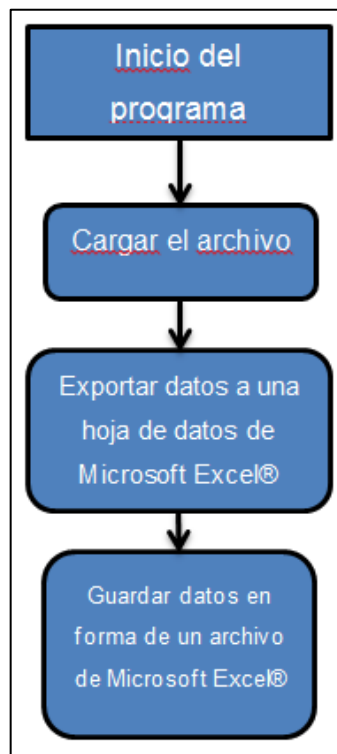 Inicio del
programa
Cargar el archivo
Exportar datos a una
hoja de datos de
Microsoft Excel®
Guardar datos en
forma de un archivo
de Microsoft Excel®